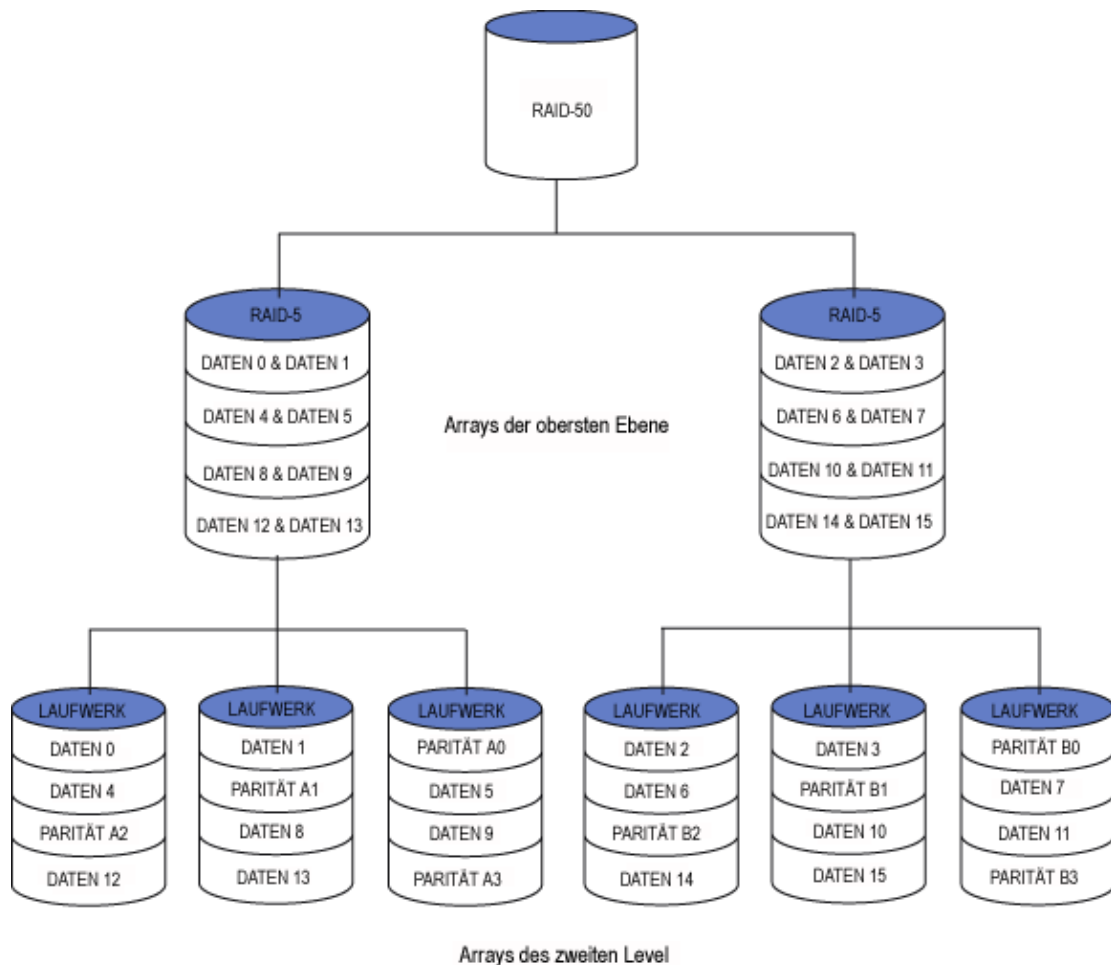 RAID-50
RAID-5
DATEN 0 & DATEN 1
DATEN 4 & DATEN 5
DATEN 8 & DATEN 9
DATEN 12 & DATEN 13
Arrays der obersten Ebene
RAID-5
DATEN 2 & DATEN 3
DATEN 6 & DATEN 7
DATEN 10 & DATEN 11
DATEN 14 & DATEN 15
LAUFWERK
DATEN 0
DATEN 4
PARITÄT A2
DATEN 12
LAUFWERK
DATEN 1
PARITÄT A1
DATEN 8
DATEN 13
LAUFWERK
PARITÄT A0
DATEN 5
DATEN 9
PARITÄT A3
LAUFWERK
DATEN 2
DATEN 6
PARITÄT B2
DATEN 14
LAUFWERK
DATEN 3
PARITÄT B1
DATEN 10
DATEN 15
LAUFWERK
PARITÄT B0
DATEN 7
DATEN 11
PARITÄT B3
Arrays des zweiten Level